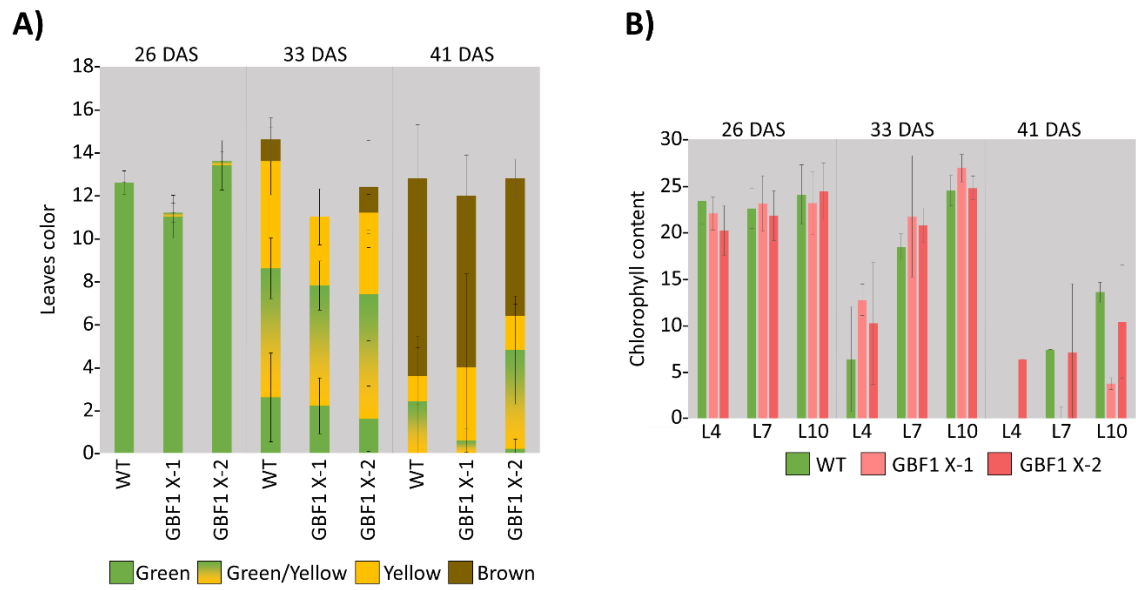 A)
26 DAS 33 DAS 41 DAS
Leaves color
18
16
14
12
10
8
6
4
2
0
WT GBF1 X-1 GBF1 X-2 WT GBF1 X-1 GBF1 X-2 WT GBF1 X-1 GBF1 X-2
Green Green/Yellow Yellow Brown
B)
26 DAS 33 DAS 41 DAS
Chlorophyll content
30
25
20
15
10
5
0
L4 L7 L10 L4 L7 L10 L4 L7 L10
WT GBF1 X-1 GBF1 X-2